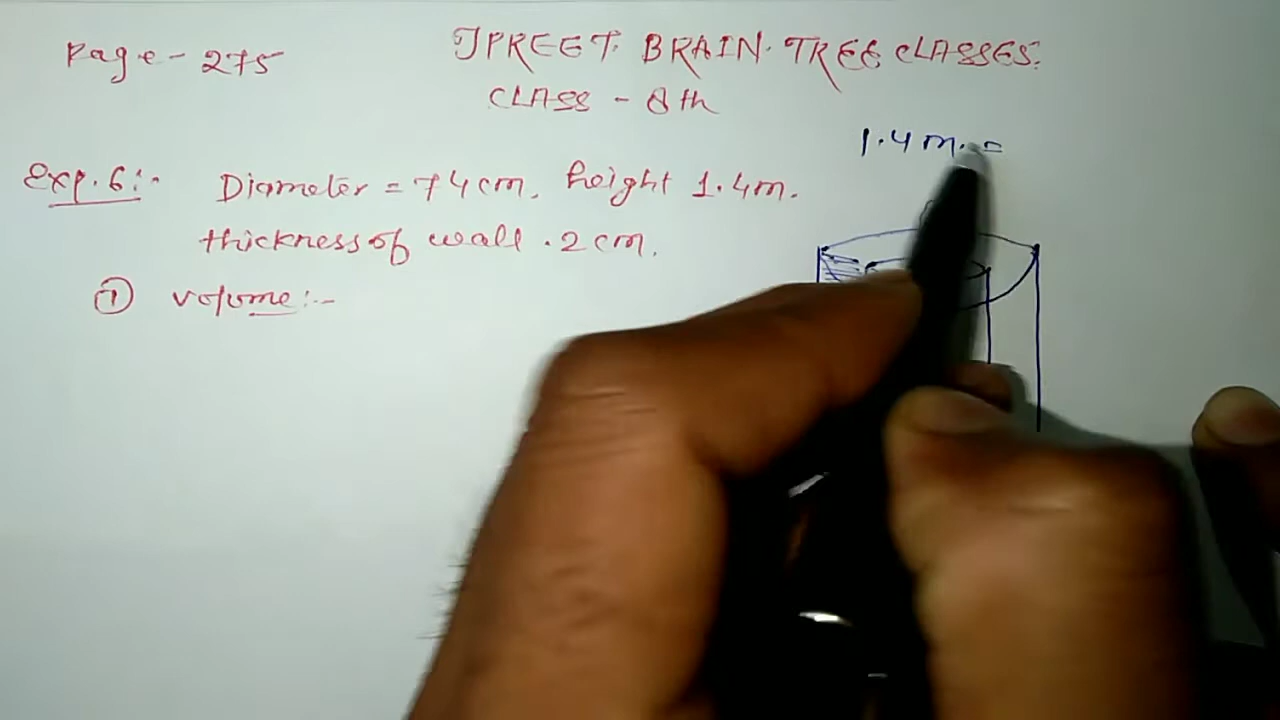 Page - 275
JPREET. BRAIN. TREE CLASSES.
CLASS - 8th
1.4 m. =
Exp. 6:-. Diameter = 74 cm. height 1.4m.
thickness of wall . 2 cm.
① volume :-